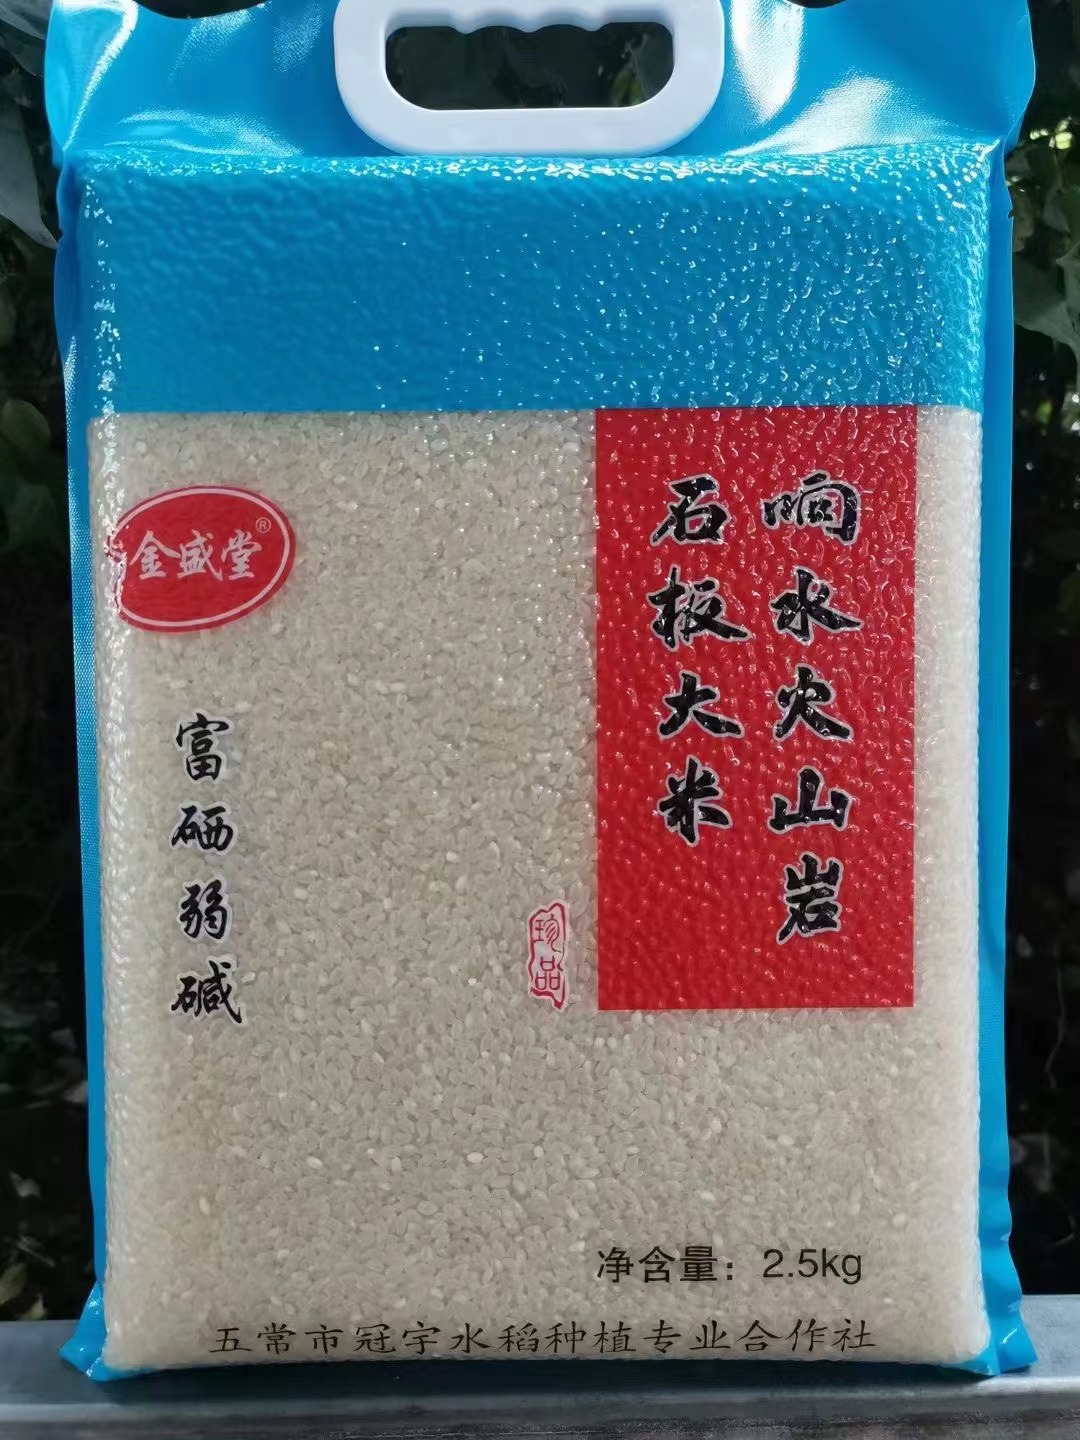 金盛堂®
响水火山岩
石板大米
富硒弱碱
珍品
净含量：2.5kg
五常市冠宇水稻种植专业合作社